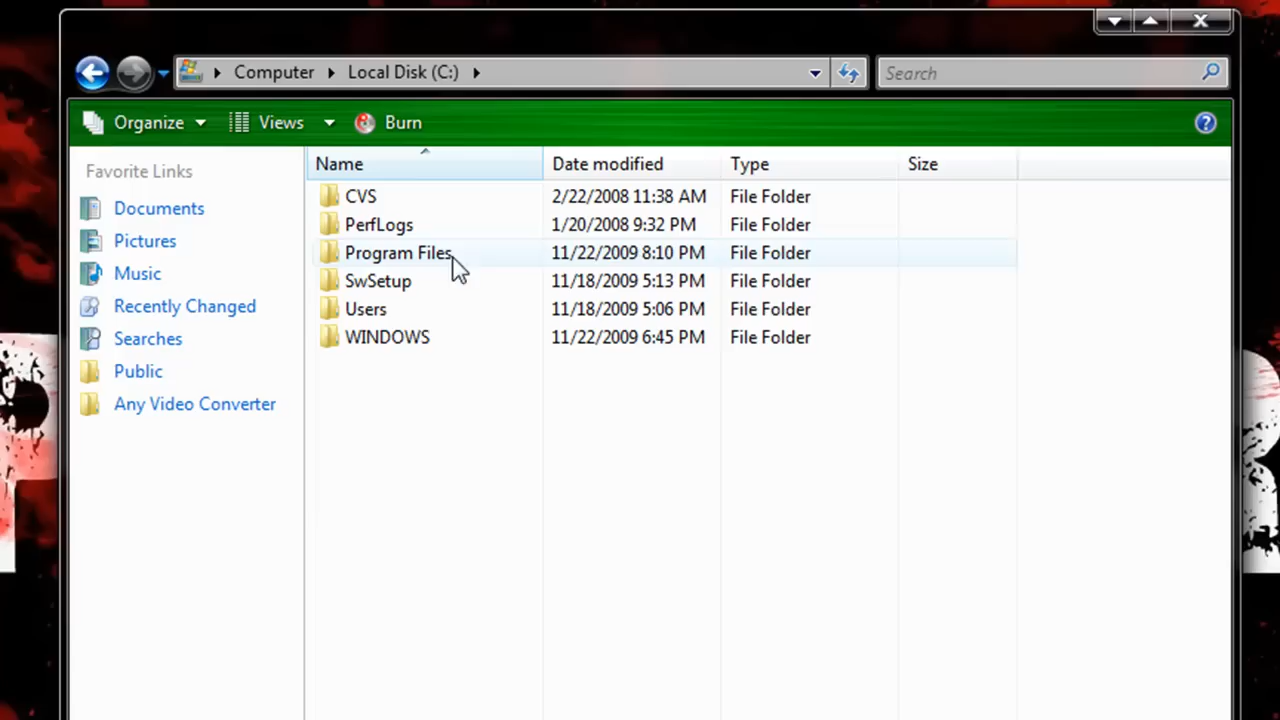 Computer Local Disk (C:) Search
Organize Views Burn
Favorite Links
Documents
Pictures
Music
Recently Changed
Searches
Public
Any Video Converter
Name Date modified Type Size
CVS 2/22/2008 11:38 AM File Folder
PerfLogs 1/20/2008 9:32 PM File Folder
Program Files 11/22/2009 8:10 PM File Folder
SwSetup 11/18/2009 5:13 PM File Folder
Users 11/18/2009 5:06 PM File Folder
WINDOWS 11/22/2009 6:45 PM File Folder